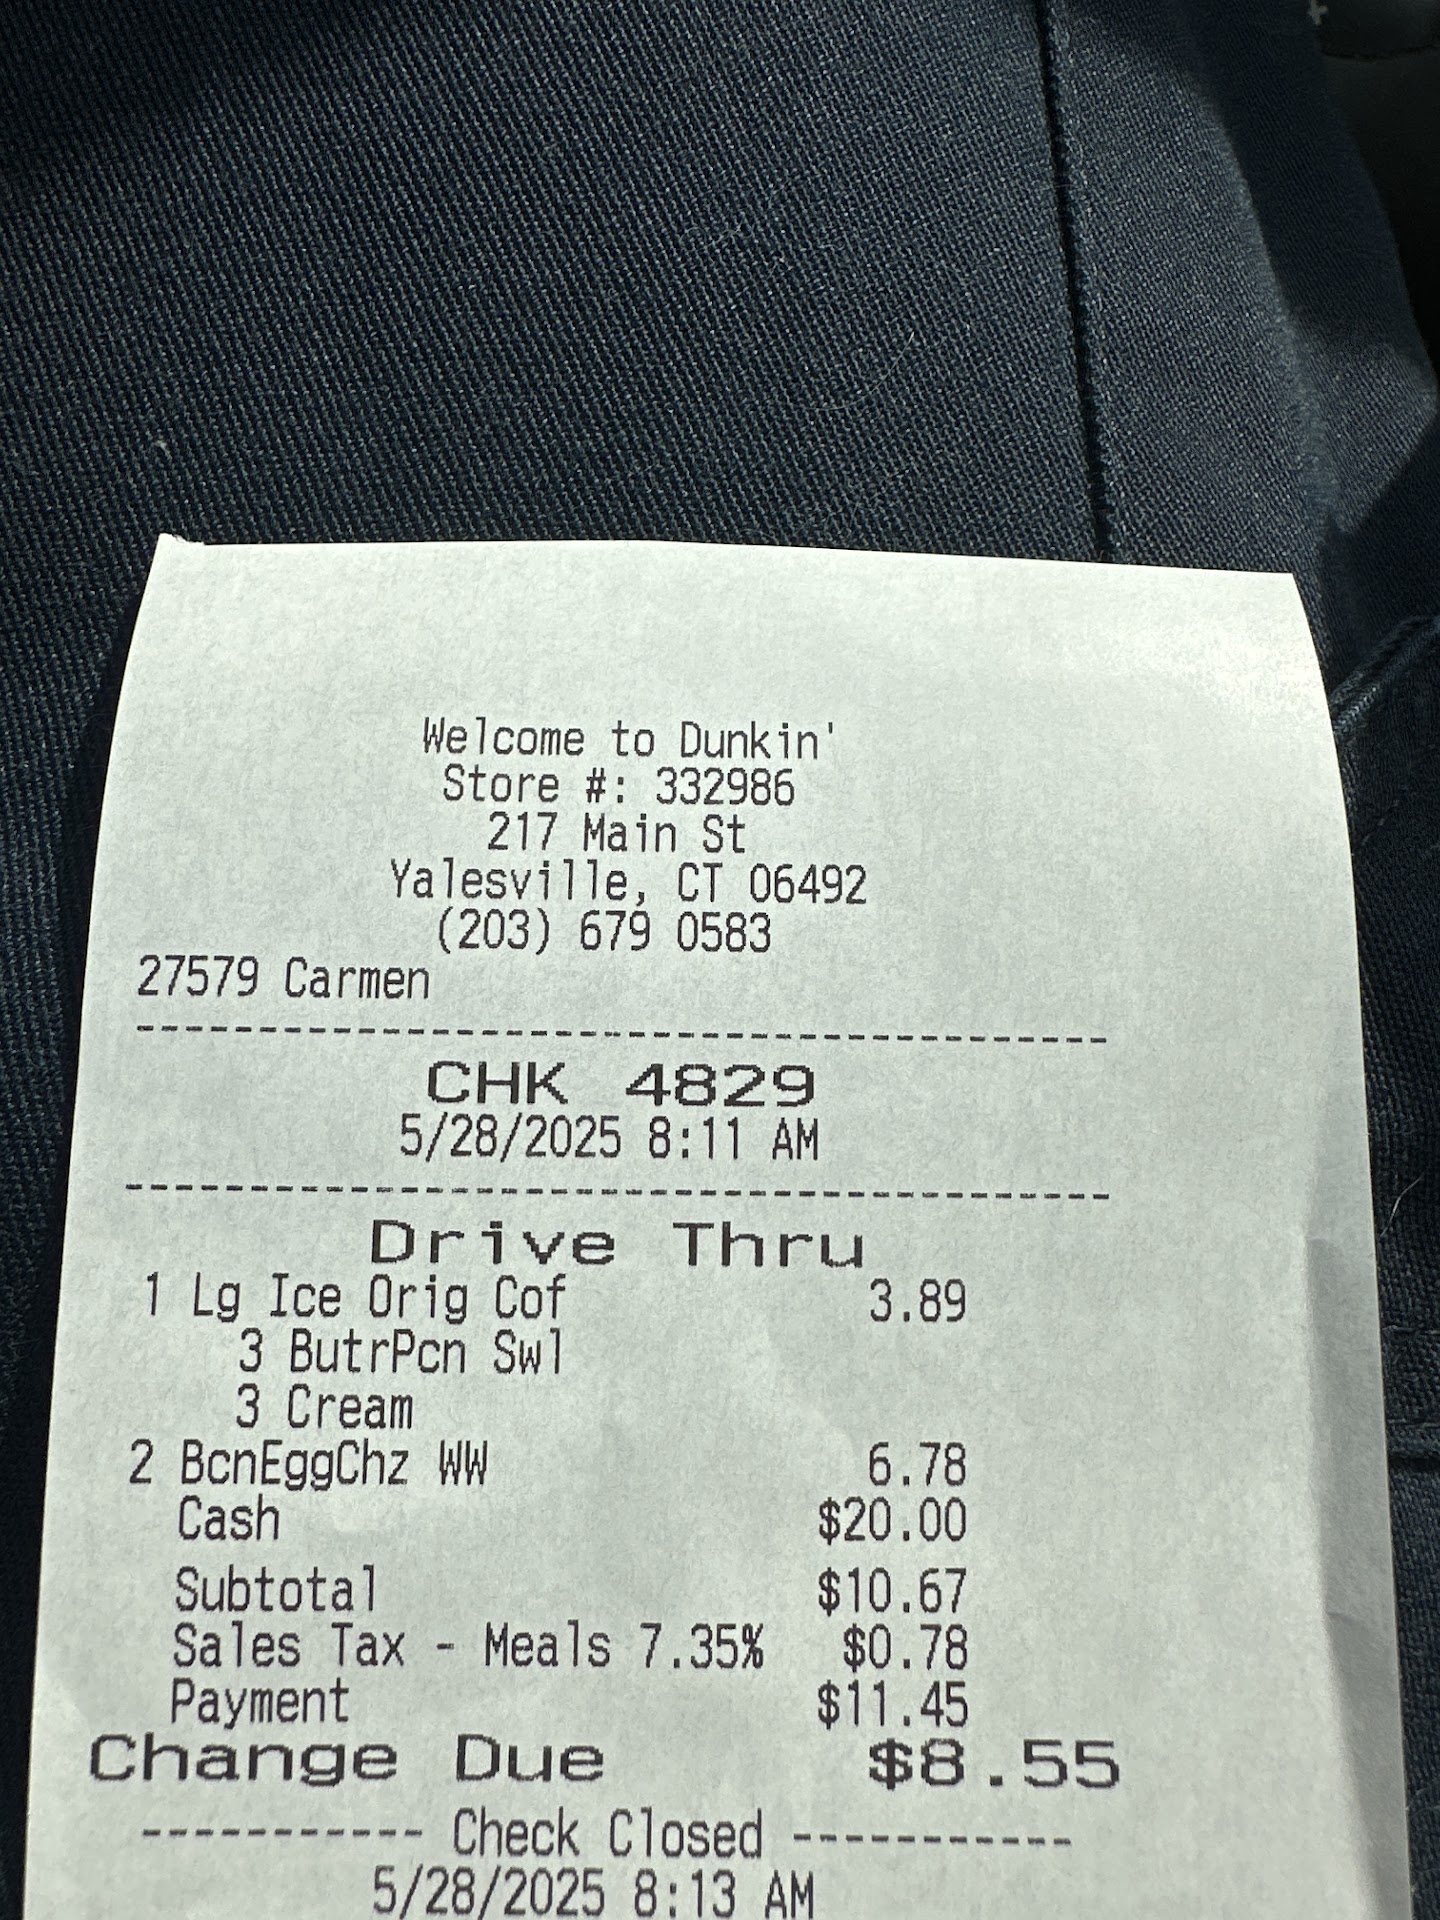 Welcome to Dunkin'
Store #: 332986
217 Main St
Yalesville, CT 06492
(203) 679 0583
27579 Carmen
----------------------------------------
CHK 4829
5/28/2025 8:11 AM
----------------------------------------
Drive Thru
1 Lg Ice Orig Cof 3.89
3 ButrPcn Swl
3 Cream
2 BcnEggChz WW 6.78
Cash $20.00
Subtotal $10.67
Sales Tax - Meals 7.35% $0.78
Payment $11.45
Change Due $8.55
----------- Check Closed -----------
5/28/2025 8:13 AM